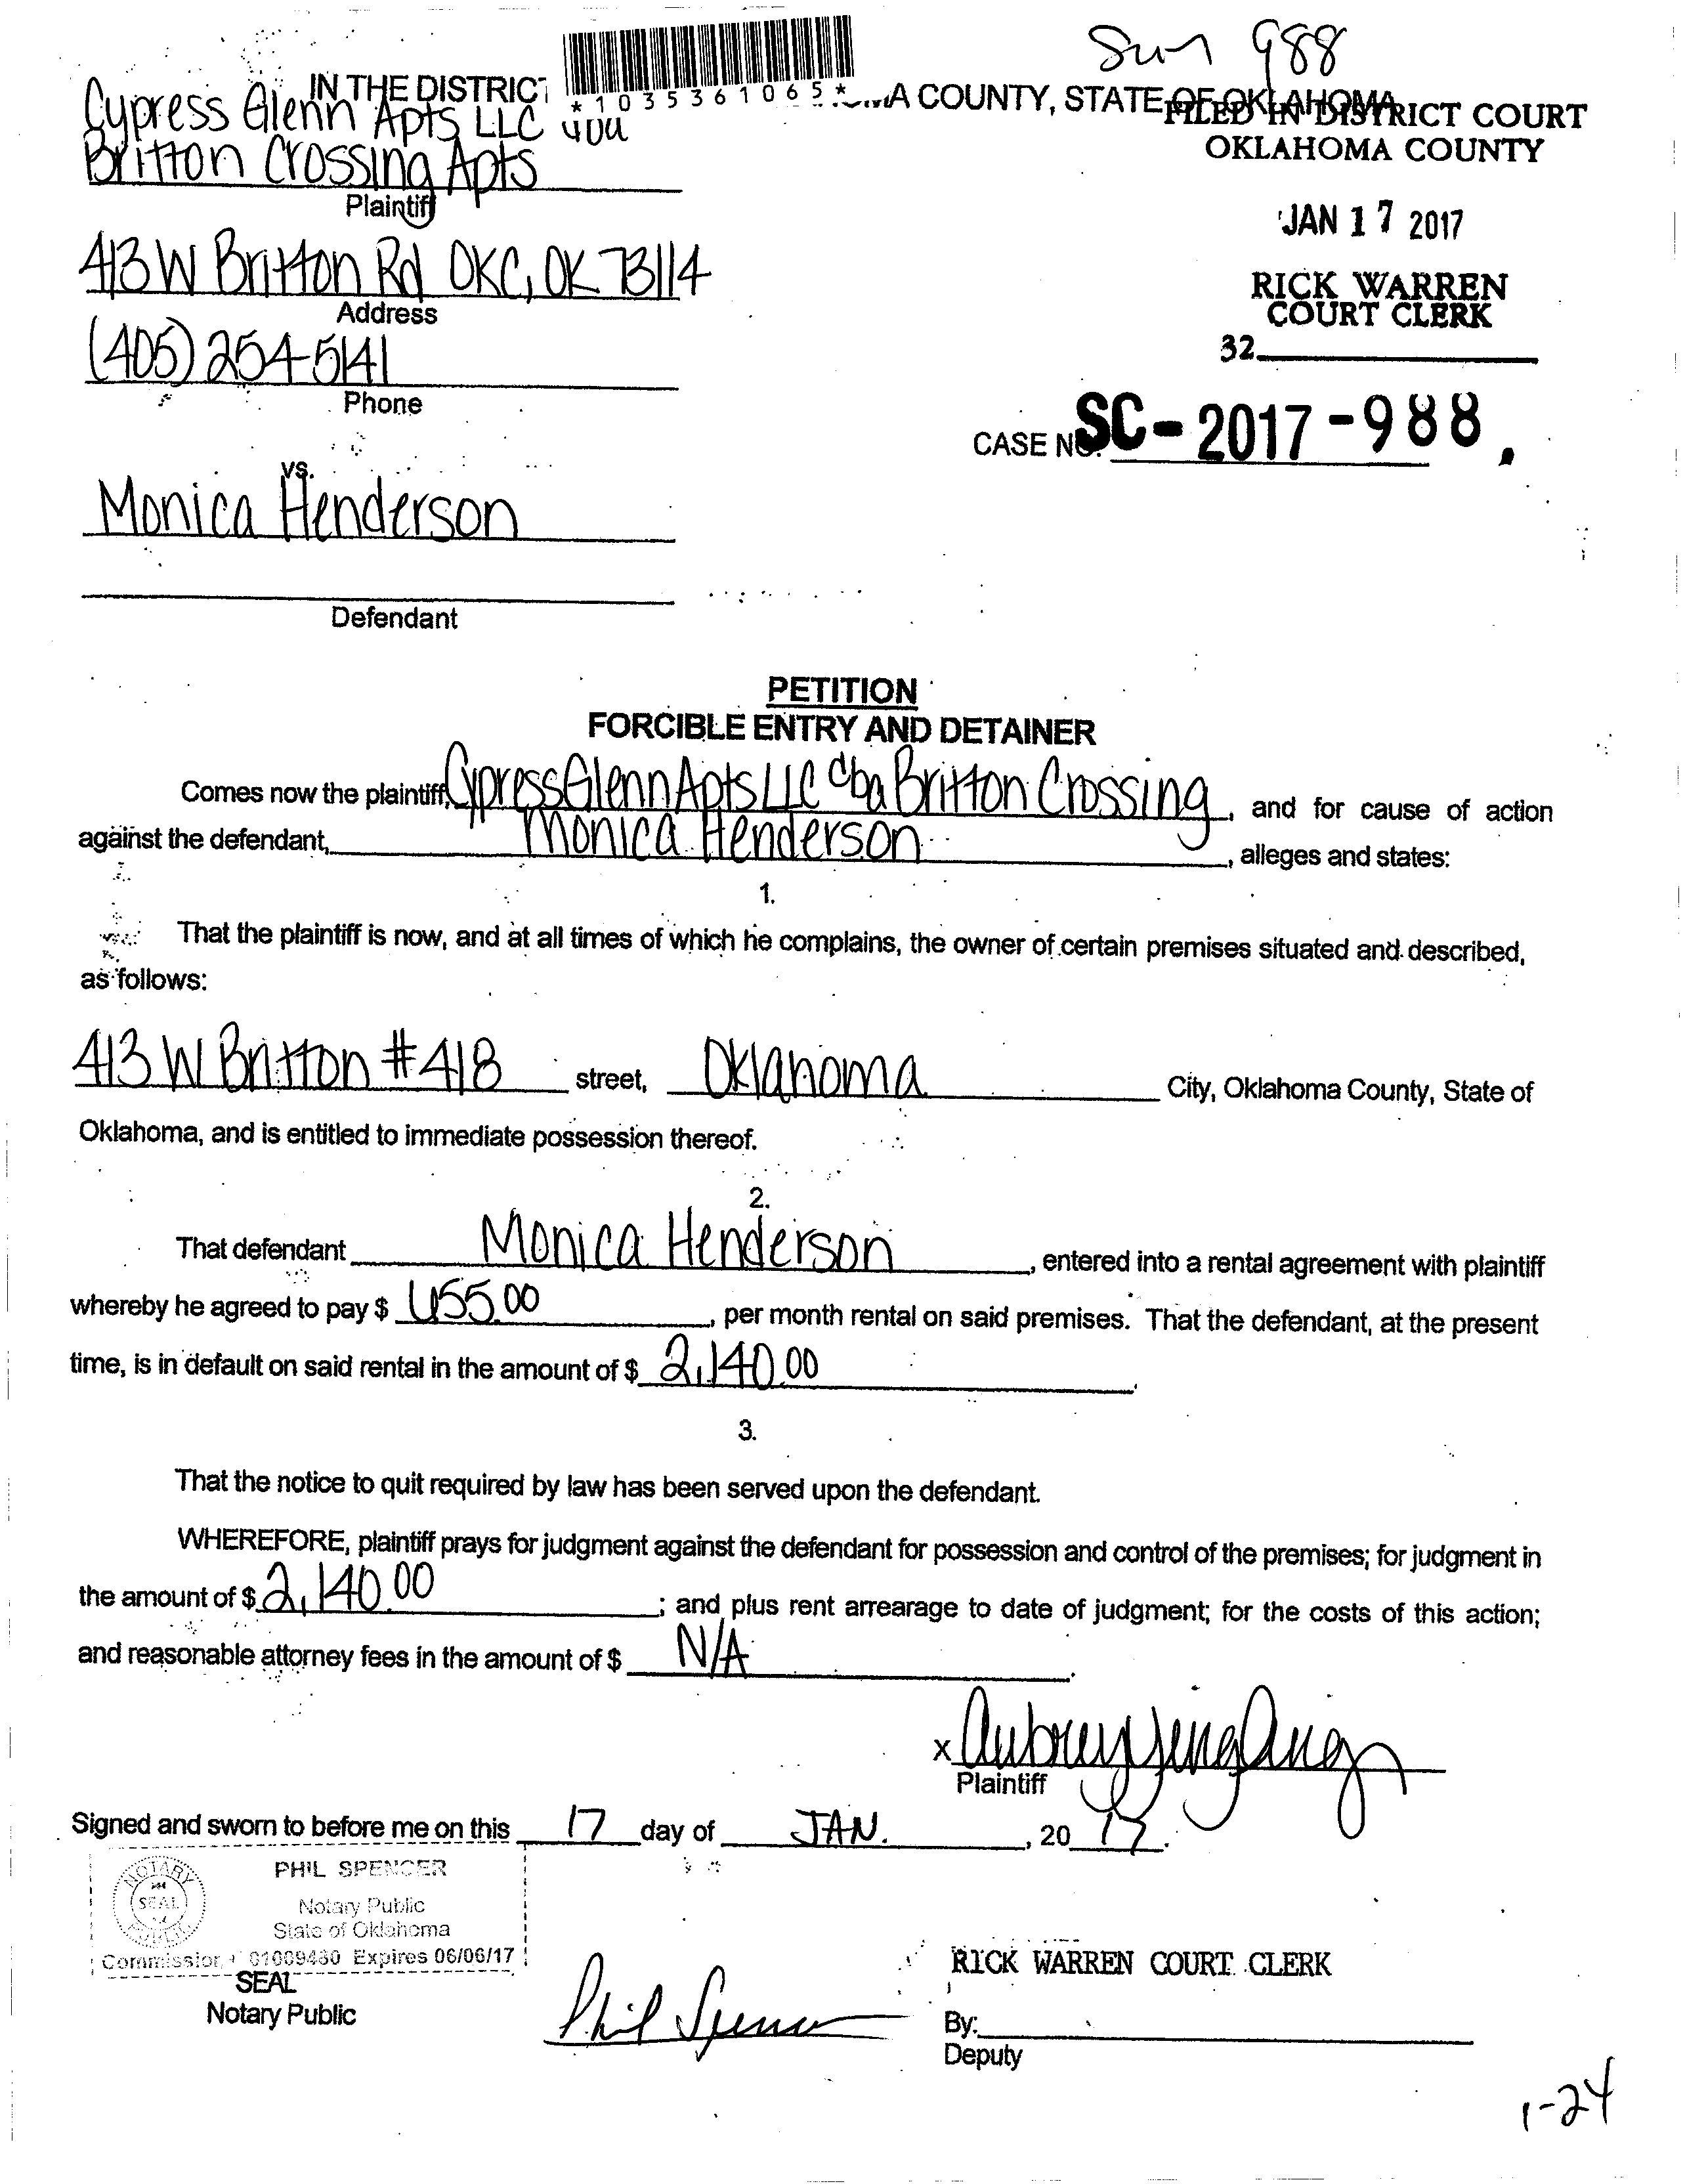 Sum 988
*1035361065*
IN THE DISTRICT A COUNTY, STATE OF OKLAHOMA
FILED IN DISTRICT COURT
OKLAHOMA COUNTY
Cypress Glenn Apts LLC dba
Britton Crossing Apts
Plaintiff
JAN 17 2017
413 W Britton Rd OKC, OK 73114
Address
RICK WARREN
COURT CLERK
32
(405) 254-5141
Phone
CASE NO. SC-2017-988
vs.
Monica Henderson
Defendant
PETITION
FORCIBLE ENTRY AND DETAINER
Comes now the plaintiff, Cypress Glenn Apts LLC dba Britton Crossing, and for cause of action
against the defendant, Monica Henderson, alleges and states:
1.
That the plaintiff is now, and at all times of which he complains, the owner of certain premises situated and described,
as follows:
413 W Britton #418 street, Oklahoma City, Oklahoma County, State of
Oklahoma, and is entitled to immediate possession thereof.
2.
That defendant Monica Henderson, entered into a rental agreement with plaintiff
whereby he agreed to pay $ 655.00, per month rental on said premises. That the defendant, at the present
time, is in default on said rental in the amount of $ 2,140.00.
3.
That the notice to quit required by law has been served upon the defendant.
WHEREFORE, plaintiff prays for judgment against the defendant for possession and control of the premises; for judgment in
the amount of $ 2,140.00; and plus rent arrearage to date of judgment; for the costs of this action;
and reasonable attorney fees in the amount of $ N/A.
x
Plaintiff
Signed and sworn to before me on this 17 day of JAN., 20 17.
NOTARY SEAL PUBLIC
PHIL SPENCER
Notary Public
State of Oklahoma
Commission # 01009480 Expires 06/06/17
SEAL
Notary Public
Phil Spencer
RICK WARREN COURT CLERK
By:
Deputy
1-24